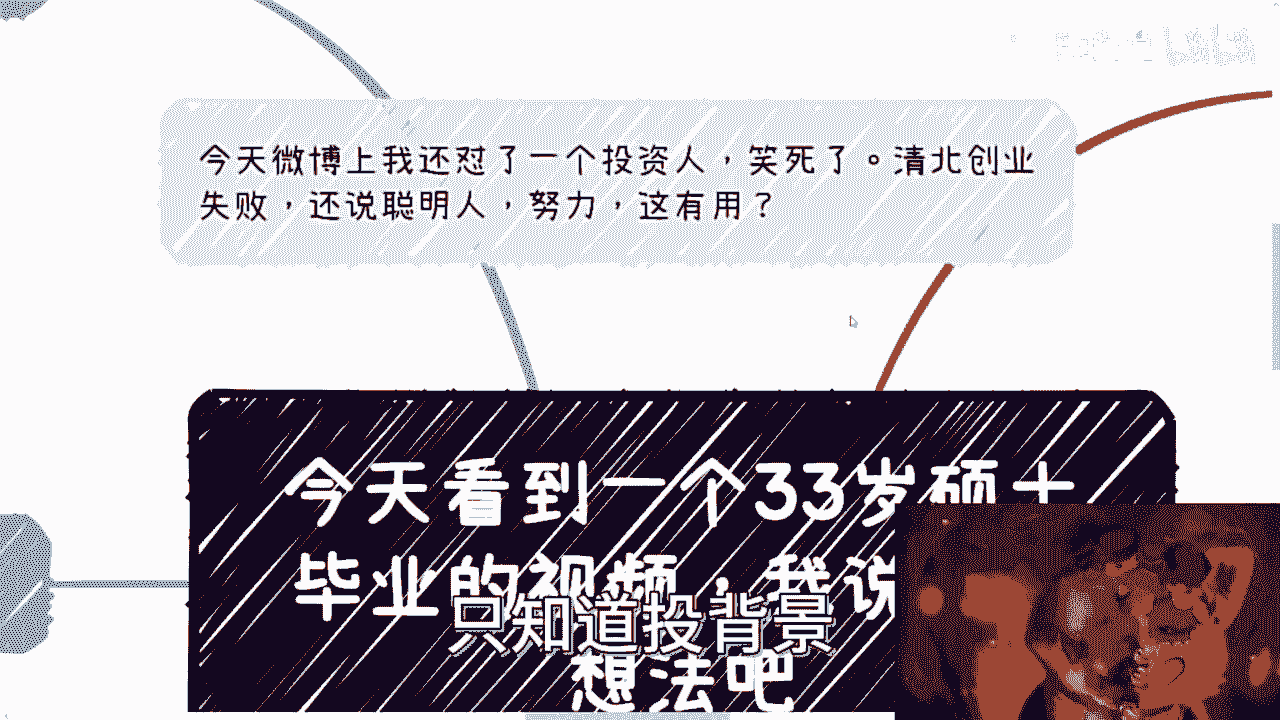 今天微博上我还怼了一个投资人，笑死了。清北创业
失败，还说聪明人，努力，这有用？
今天看到一个33岁硕士
毕业的视频，我说
想法吧
只知道投背景